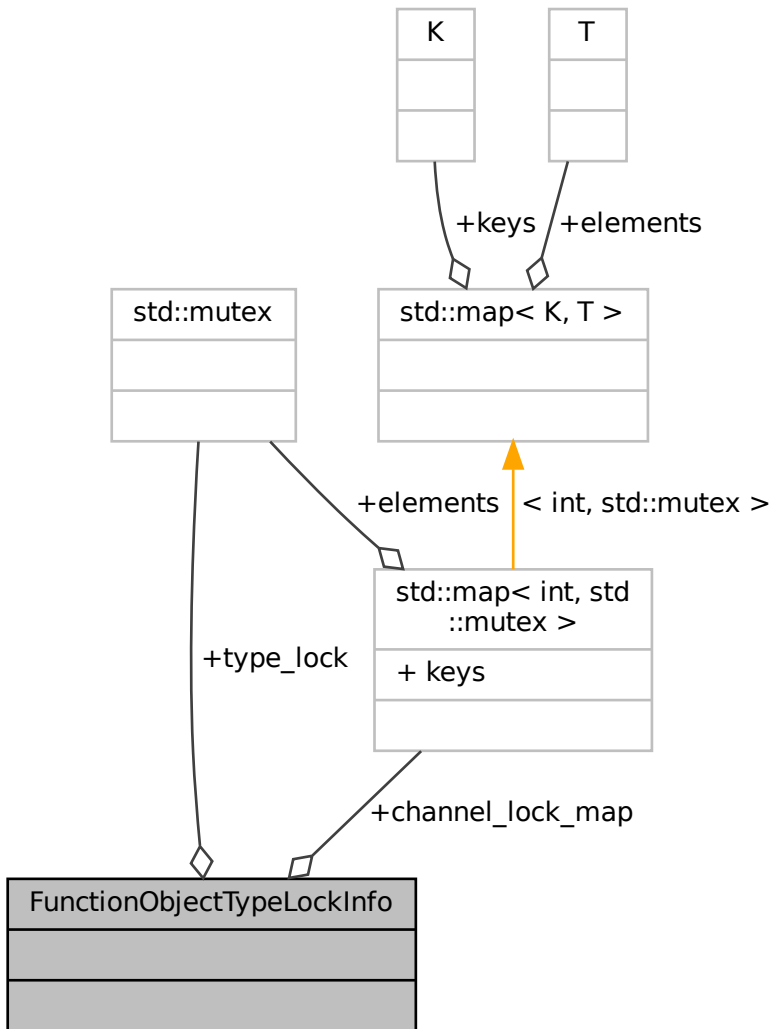 K
T
+keys
+elements
std::mutex
std::map< K, T >
+elements
< int, std::mutex >
std::map< int, std
::mutex >
+ keys
+type_lock
+channel_lock_map
FunctionObjectTypeLockInfo